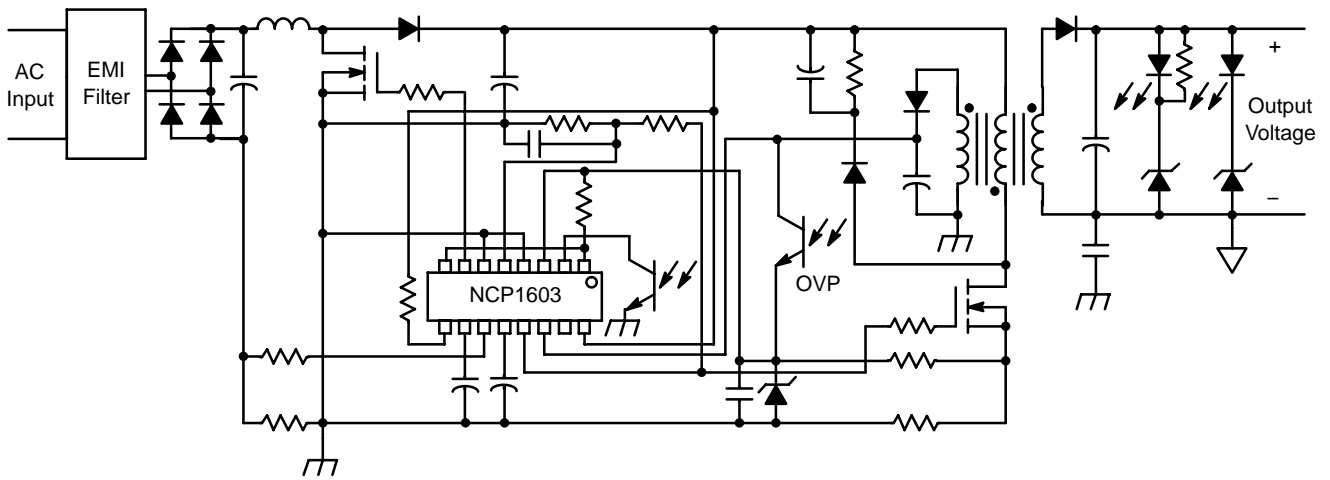 AC
Input
EMI
Filter
NCP1603
OVP
+
Output
Voltage
–